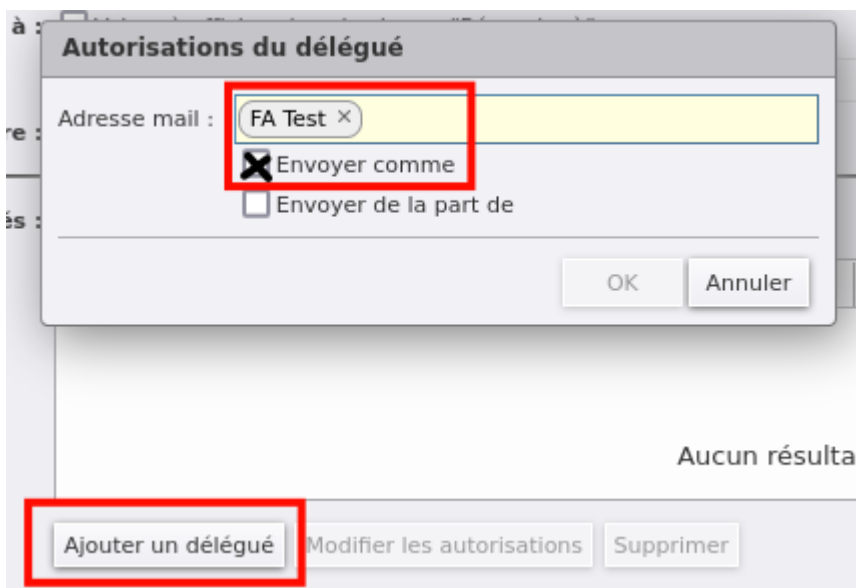 à :
Autorisations du délégué
Adresse mail : FA Test ×
re :
Envoyer comme
Envoyer de la part de
és :
OK Annuler
Aucun résulta
Ajouter un délégué Modifier les autorisations Supprimer